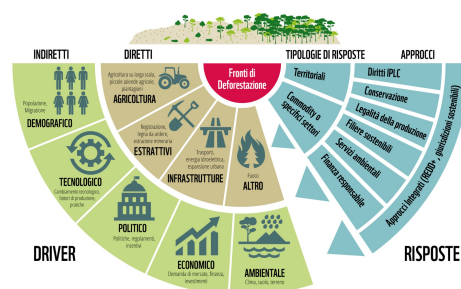 INDIRETTI
DIRETTI
TIPOLOGIE DI RISPOSTE
APPROCCI
Popolazione,
Migrazione
DEMOGRAFICO
Cambiamento tecnologico,
fattori di produzione,
pratiche
TECNOLOGICO
Politiche, regolamenti,
incentivi
POLITICO
Domanda di mercato, finanza,
investimenti
ECONOMICO
Clima, suolo, terreno
AMBIENTALE
Agricoltura su larga scala,
piccole aziende agricole,
piantagioni
AGRICOLTURA
legna da ardere,
estrazione mineraria
ESTRATTIVI
Trasporti,
energia idroelettrica,
espansione urbana
INFRASTRUTTURE
Fuoco
ALTRO
Fronti di
Deforestazione
Territoriali
Commodity o
specifici settori
Diritti IPLC
Conservazione
Legalità della produzione
Filiere sostenibili
Servizi ambientali
Finanza responsabile
Approcci Integrati (REDD+, giurisdizioni sostenibili)
DRIVER
RISPOSTE